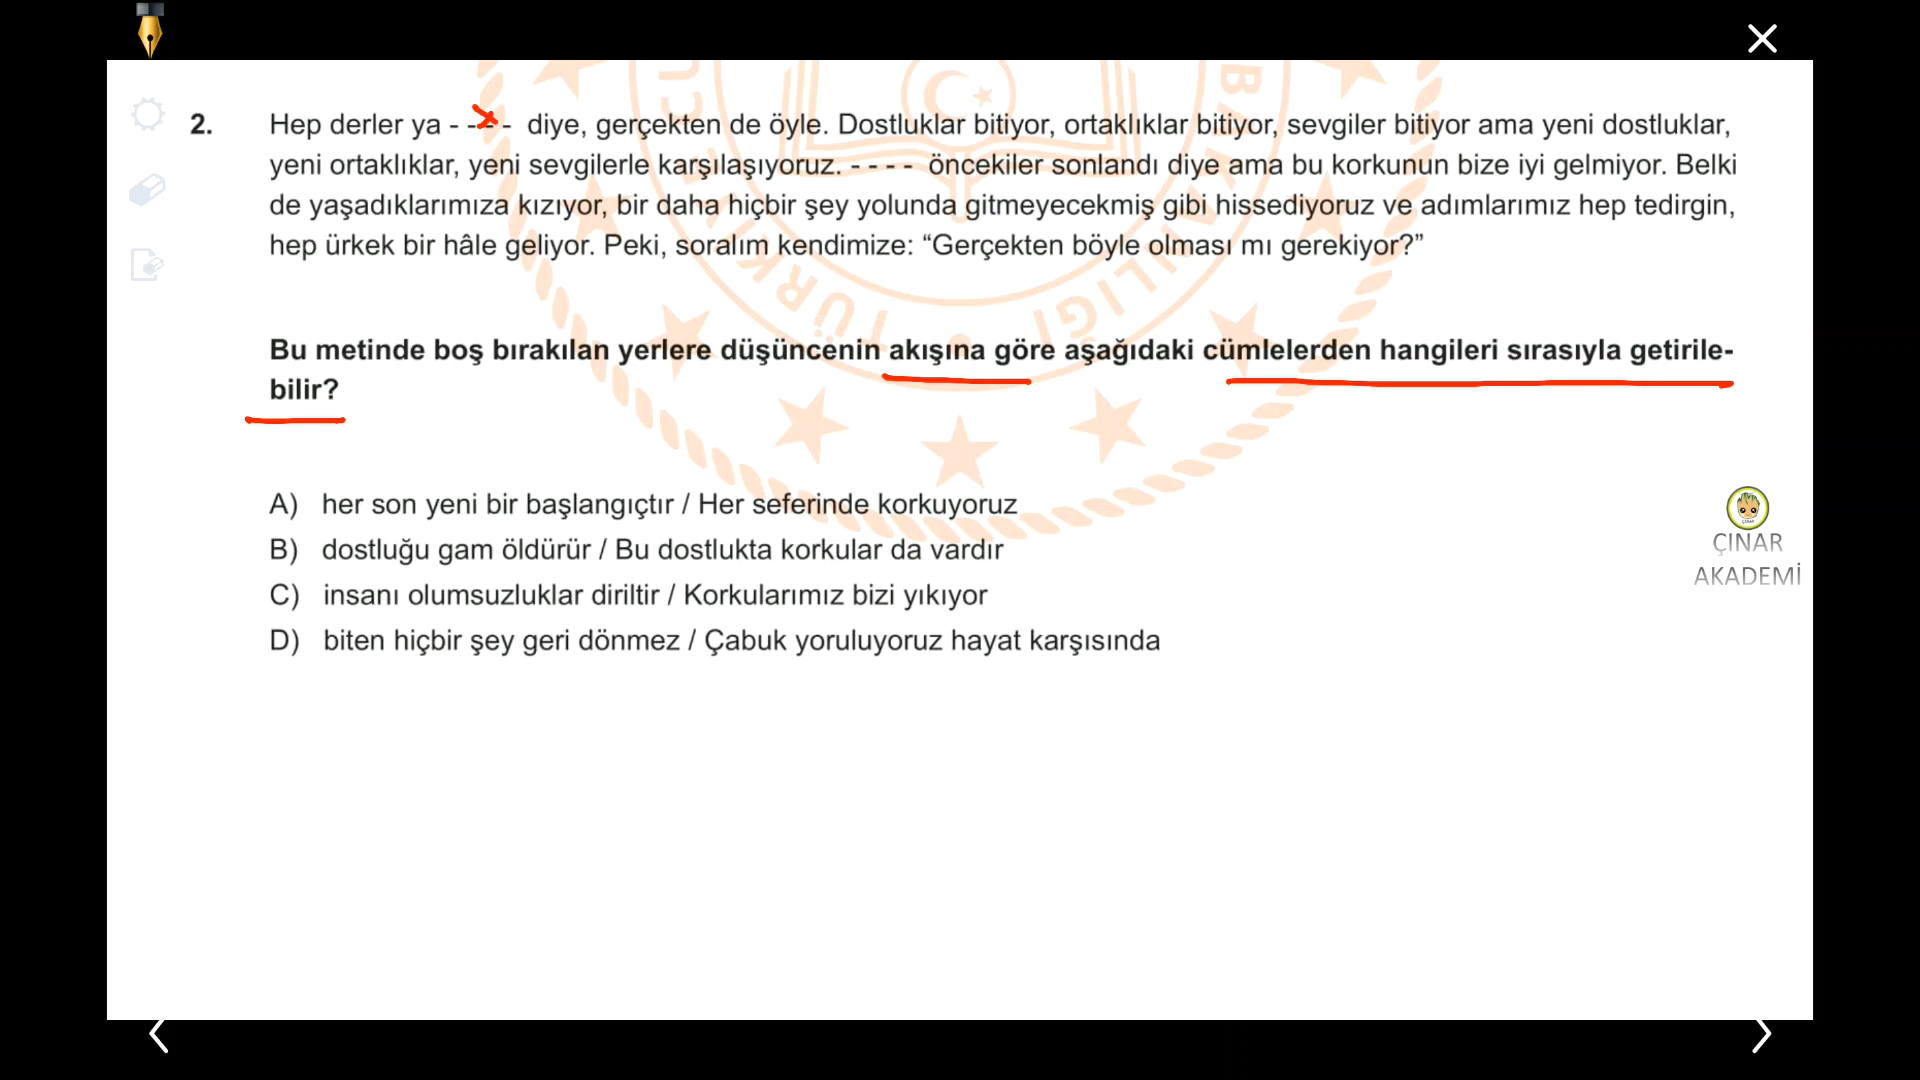 2. Hep derler ya - - - - diye, gerçekten de öyle. Dostluklar bitiyor, ortaklıklar bitiyor, sevgiler bitiyor ama yeni dostluklar,
yeni ortaklıklar, yeni sevgilerle karşılaşıyoruz. - - - - öncekiler sonlandı diye ama bu korkunun bize iyi gelmiyor. Belki
de yaşadıklarımıza kızıyor, bir daha hiçbir şey yolunda gitmeyecekmiş gibi hissediyoruz ve adımlarımız hep tedirgin,
hep ürkek bir hâle geliyor. Peki, soralım kendimize: “Gerçekten böyle olması mı gerekiyor?”
Bu metinde boş bırakılan yerlere düşüncenin akışına göre aşağıdaki cümlelerden hangileri sırasıyla getirile-
bilir?
A) her son yeni bir başlangıçtır / Her seferinde korkuyoruz
B) dostluğu gam öldürür / Bu dostlukta korkular da vardır
C) insanı olumsuzluklar diriltir / Korkularımız bizi yıkıyor
D) biten hiçbir şey geri dönmez / Çabuk yoruluyoruz hayat karşısında
ÇINAR
AKADEMİ